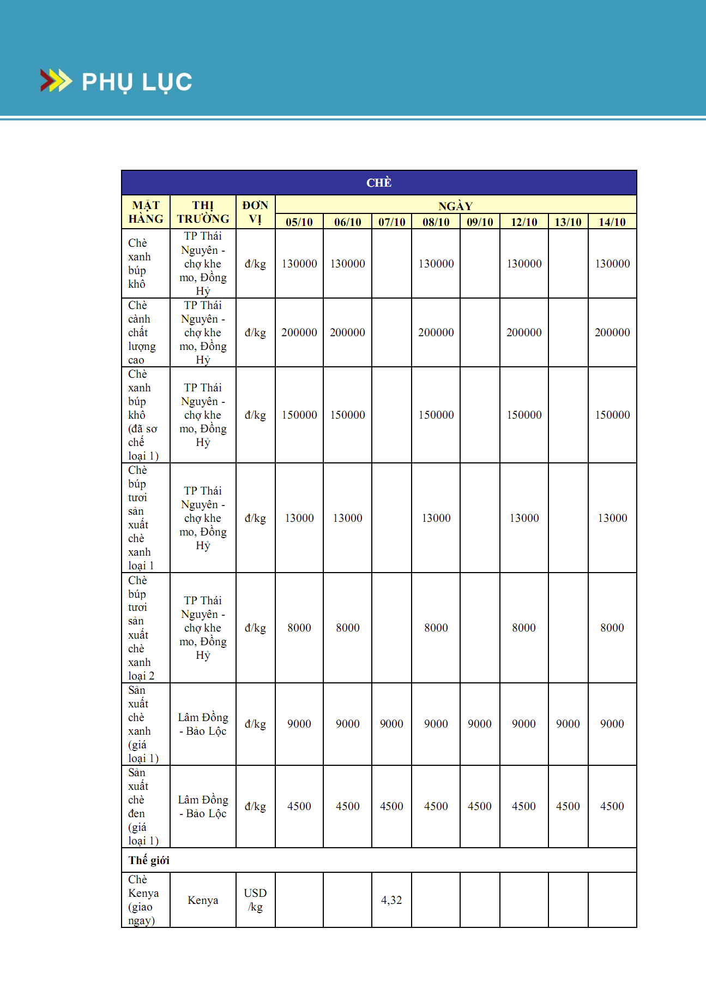 PHỤ LỤC
CHÈ
MẶT HÀNG THỊ TRƯỜNG ĐƠN VỊ NGÀY
05/10 06/10 07/10 08/10 09/10 12/10 13/10 14/10
Chè
xanh
búp
khô
TP Thái
Nguyên -
chợ khe
mo, Đồng
Hỷ
đ/kg 130000 130000 130000 130000 130000
Chè
cành
chất
lượng
cao
TP Thái
Nguyên -
chợ khe
mo, Đồng
Hỷ
đ/kg 200000 200000 200000 200000 200000
Chè
xanh
búp
khô
(đã sơ
chế
loại 1)
TP Thái
Nguyên -
chợ khe
mo, Đồng
Hỷ
đ/kg 150000 150000 150000 150000 150000
Chè
búp
tươi
sản
xuất
chè
xanh
loại 1
TP Thái
Nguyên -
chợ khe
mo, Đồng
Hỷ
đ/kg 13000 13000 13000 13000 13000
Chè
búp
tươi
sản
xuất
chè
xanh
loại 2
TP Thái
Nguyên -
chợ khe
mo, Đồng
Hỷ
đ/kg 8000 8000 8000 8000 8000
Sản
xuất
chè
xanh
(giá
loại 1)
Lâm Đồng
- Bảo Lộc
đ/kg 9000 9000 9000 9000 9000 9000 9000 9000
Sản
xuất
chè
đen
(giá
loại 1)
Lâm Đồng
- Bảo Lộc
đ/kg 4500 4500 4500 4500 4500 4500 4500 4500
Thế giới
Chè
Kenya
(giao
ngay)
Kenya
USD
/kg
4,32